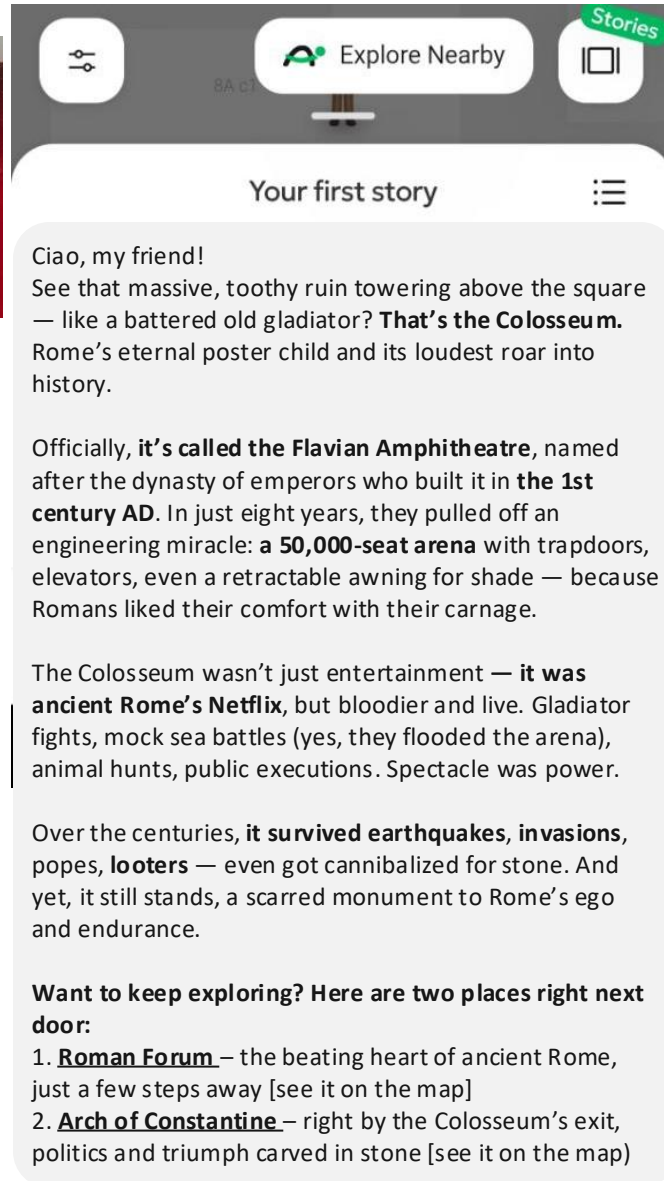 Stories
Explore Nearby
Your first story
Ciao, my friend!
See that massive, toothy ruin towering above the square
— like a battered old gladiator? That’s the Colosseum.
Rome’s eternal poster child and its loudest roar into
history.
Officially, it’s called the Flavian Amphitheatre, named
after the dynasty of emperors who built it in the 1st
century AD. In just eight years, they pulled off an
engineering miracle: a 50,000-seat arena with trapdoors,
elevators, even a retractable awning for shade — because
Romans liked their comfort with their carnage.
The Colosseum wasn’t just entertainment — it was
ancient Rome’s Netflix, but bloodier and live. Gladiator
fights, mock sea battles (yes, they flooded the arena),
animal hunts, public executions. Spectacle was power.
Over the centuries, it survived earthquakes, invasions,
popes, looters — even got cannibalized for stone. And
yet, it still stands, a scarred monument to Rome’s ego
and endurance.
Want to keep exploring? Here are two places right next
door:
1. Roman Forum – the beating heart of ancient Rome,
just a few steps away [see it on the map]
2. Arch of Constantine – right by the Colosseum’s exit,
politics and triumph carved in stone [see it on the map)